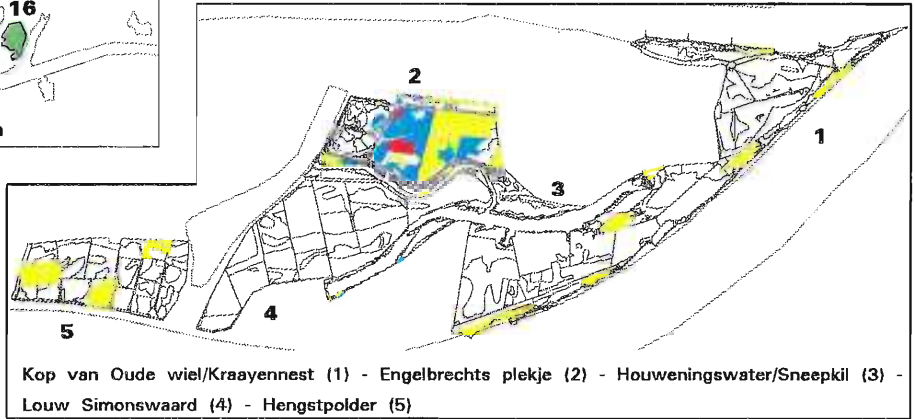 16
n
2
1
3
4
5
Kop van Oude wiel/Kraayennest (1) - Engelbrechts plekje (2) - Houweningswater/Sneepkil (3) -
Louw Simonswaard (4) - Hengstpolder (5)